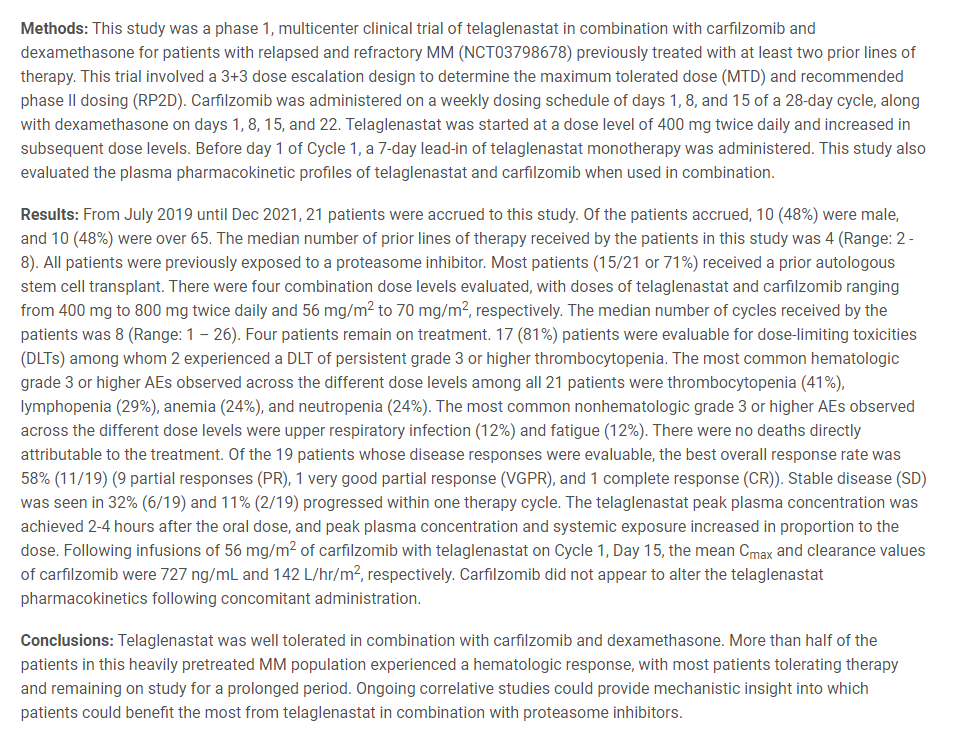 Methods: This study was a phase 1, multicenter clinical trial of telaglenastat in combination with carfilzomib and
dexamethasone for patients with relapsed and refractory MM (NCT03798678) previously treated with at least two prior lines of
therapy. This trial involved a 3+3 dose escalation design to determine the maximum tolerated dose (MTD) and recommended
phase II dosing (RP2D). Carfilzomib was administered on a weekly dosing schedule of days 1, 8, and 15 of a 28-day cycle, along
with dexamethasone on days 1, 8, 15, and 22. Telaglenastat was started at a dose level of 400 mg twice daily and increased in
subsequent dose levels. Before day 1 of Cycle 1, a 7-day lead-in of telaglenastat monotherapy was administered. This study also
evaluated the plasma pharmacokinetic profiles of telaglenastat and carfilzomib when used in combination.
Results: From July 2019 until Dec 2021, 21 patients were accrued to this study. Of the patients accrued, 10 (48%) were male,
and 10 (48%) were over 65. The median number of prior lines of therapy received by the patients in this study was 4 (Range: 2 -
8). All patients were previously exposed to a proteasome inhibitor. Most patients (15/21 or 71%) received a prior autologous
stem cell transplant. There were four combination dose levels evaluated, with doses of telaglenastat and carfilzomib ranging
from 400 mg to 800 mg twice daily and 56 mg/m² to 70 mg/m², respectively. The median number of cycles received by the
patients was 8 (Range: 1 – 26). Four patients remain on treatment. 17 (81%) patients were evaluable for dose-limiting toxicities
(DLTs) among whom 2 experienced a DLT of persistent grade 3 or higher thrombocytopenia. The most common hematologic
grade 3 or higher AEs observed across the different dose levels among all 21 patients were thrombocytopenia (41%),
lymphopenia (29%), anemia (24%), and neutropenia (24%). The most common nonhematologic grade 3 or higher AEs observed
across the different dose levels were upper respiratory infection (12%) and fatigue (12%). There were no deaths directly
attributable to the treatment. Of the 19 patients whose disease responses were evaluable, the best overall response rate was
58% (11/19) (9 partial responses (PR), 1 very good partial response (VGPR), and 1 complete response (CR)). Stable disease (SD)
was seen in 32% (6/19) and 11% (2/19) progressed within one therapy cycle. The telaglenastat peak plasma concentration was
achieved 2-4 hours after the oral dose, and peak plasma concentration and systemic exposure increased in proportion to the
dose. Following infusions of 56 mg/m² of carfilzomib with telaglenastat on Cycle 1, Day 15, the mean Cmax and clearance values
of carfilzomib were 727 ng/mL and 142 L/hr/m², respectively. Carfilzomib did not appear to alter the telaglenastat
pharmacokinetics following concomitant administration.
Conclusions: Telaglenastat was well tolerated in combination with carfilzomib and dexamethasone. More than half of the
patients in this heavily pretreated MM population experienced a hematologic response, with most patients tolerating therapy
and remaining on study for a prolonged period. Ongoing correlative studies could provide mechanistic insight into which
patients could benefit the most from telaglenastat in combination with proteasome inhibitors.